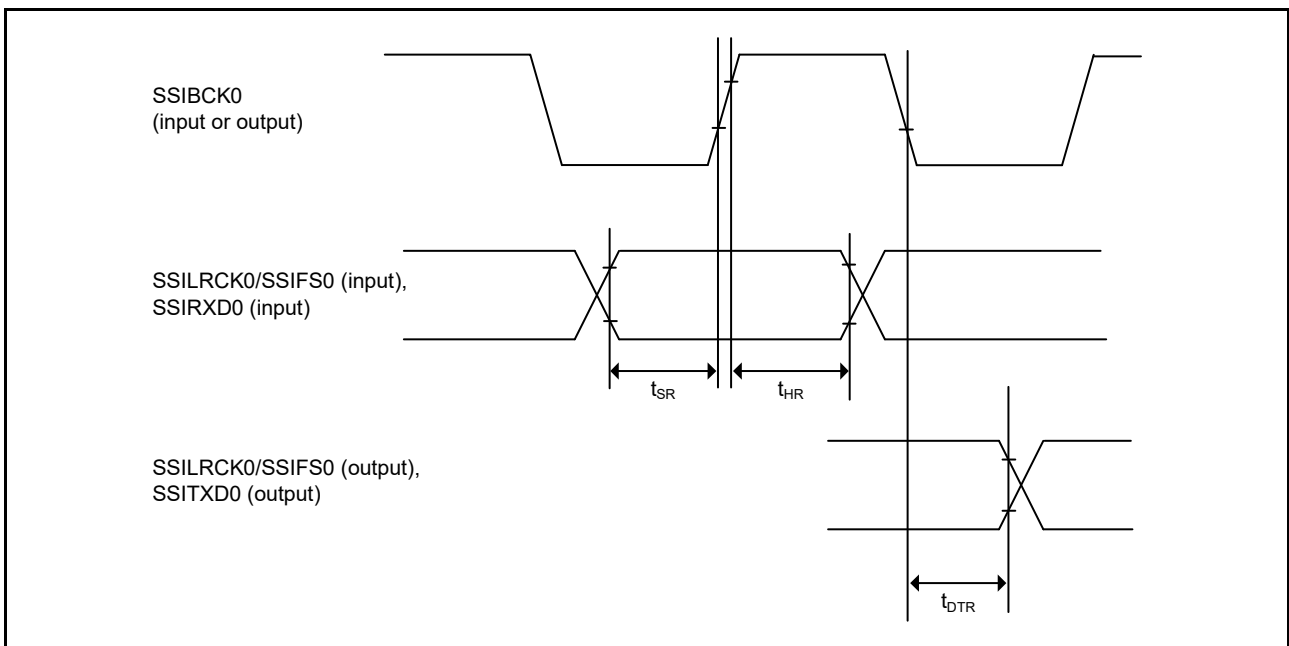 SSIBCK0
(input or output)
SSILRCK0/SSIFS0 (input),
SSIRXD0 (input)
tSR
tHR
SSILRCK0/SSIFS0 (output),
SSITXD0 (output)
tDTR